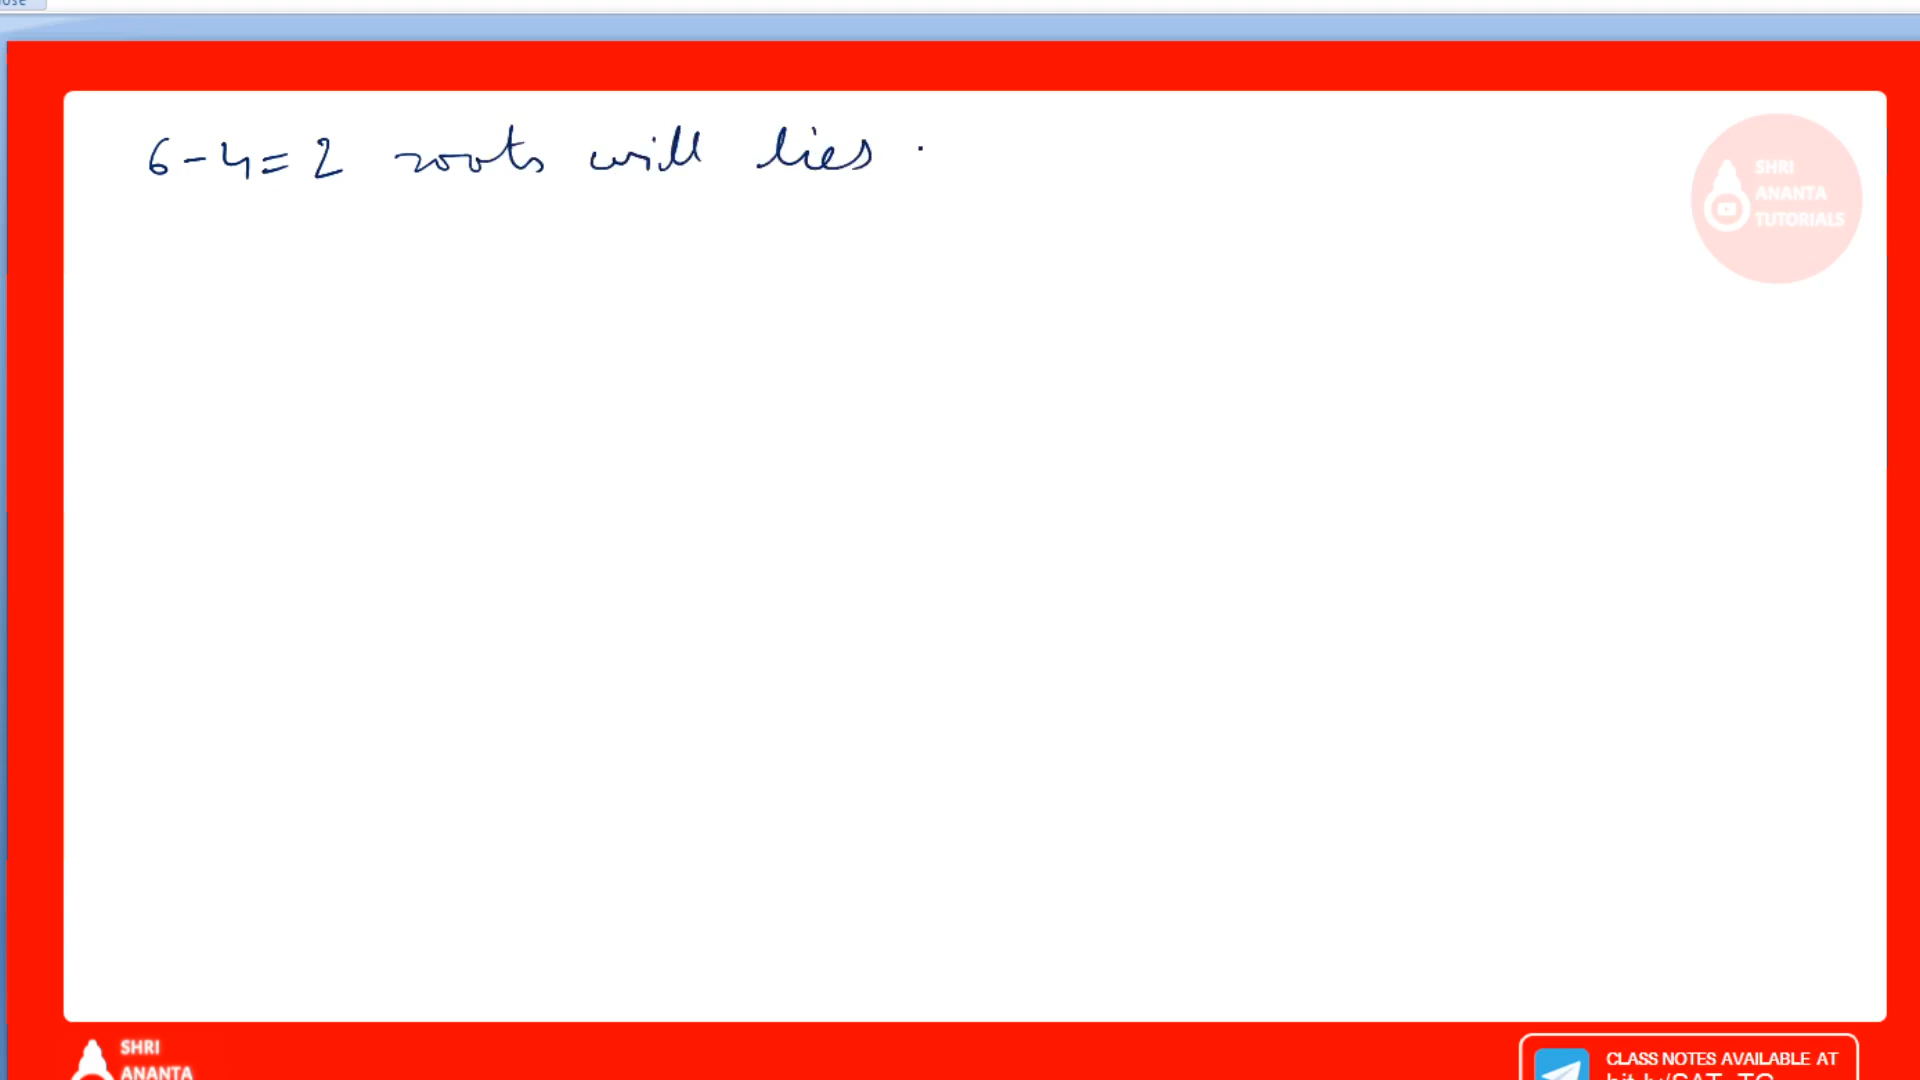 6-4=2 roots will lies
SHRI
ANANTA
TUTORIALS
SHRI
ANANTA
CLASS NOTES AVAILABLE AT